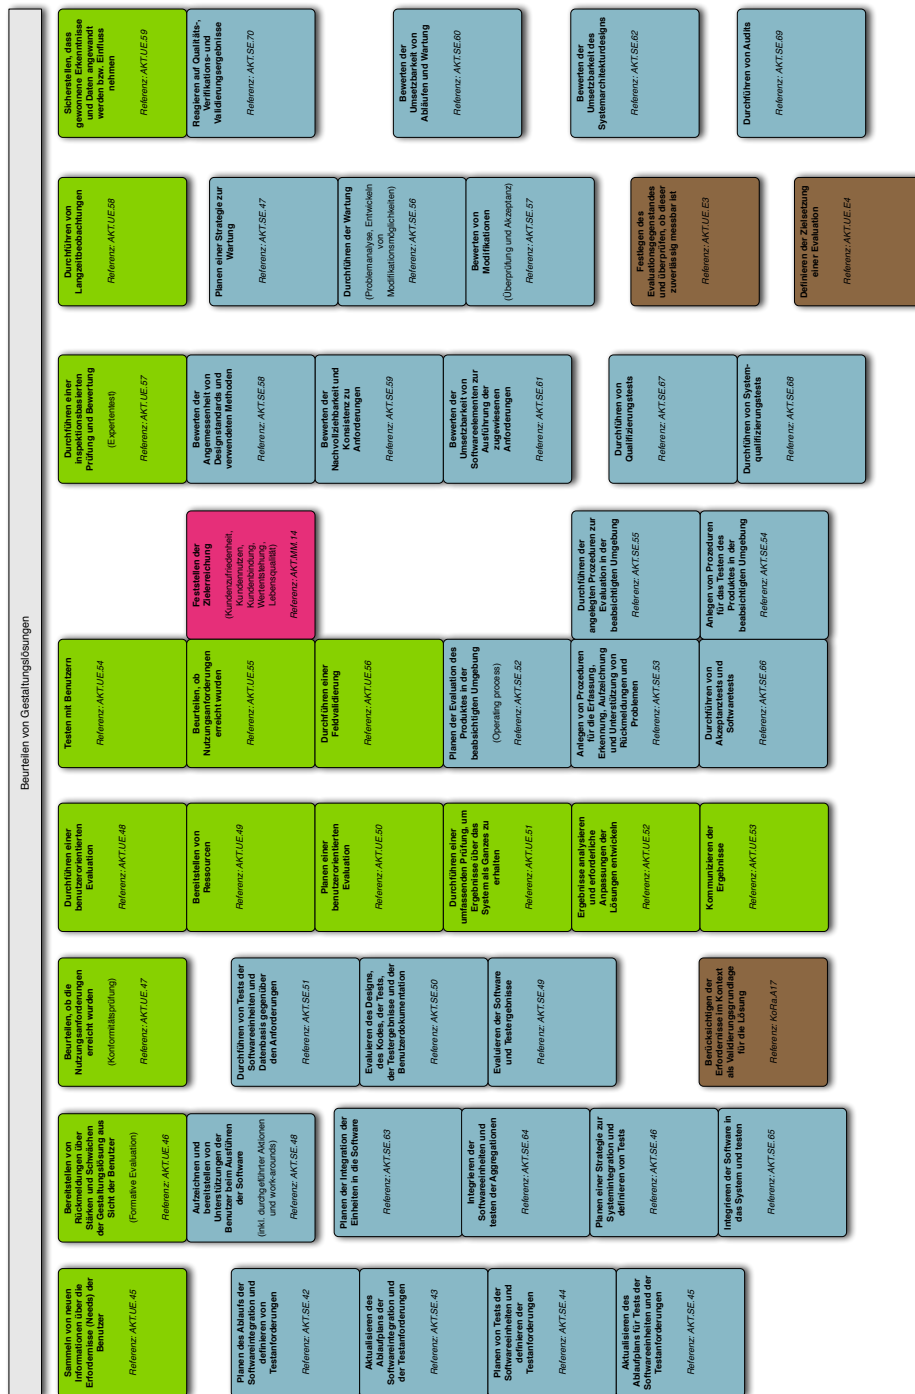 Beurteilen von Gestaltungslösungen
Sammeln von neuen
Informationen über die
Erfordernisse (Needs) der
Benutzer
Referenz: AKT.UE.45
Planen des Ablaufs der
Softwareintegration und
definieren von
Testanforderungen
Referenz: AKT.SE.42
Aktualisieren des
Ablaufplans der
Softwareintegration und
der Testanforderungen
Referenz: AKT.SE.43
Planen von Tests der
Softwareeinheiten und
definieren der
Testanforderungen
Referenz: AKT.SE.44
Aktualisieren des
Ablaufplans für Tests der
Softwareeinheiten und der
Testanforderungen
Referenz: AKT.SE.45
Bereitstellen von
Rückmeldungen über
Stärken und Schwächen
der Gestaltungslösung aus
Sicht der Benutzer
(Formative Evaluation)
Referenz: AKT.UE.46
Aufzeichnen und
bereitstellen von
Unterstützungen der
Benutzer beim Ausführen
der Software
(inkl. durchgeführter Aktionen
und work-arounds)
Referenz: AKT.SE.48
Planen der Integration der
Einheiten in die Software
Referenz: AKT.SE.63
Integrieren der
Softwareeinheiten und
testen der Aggregationen
Referenz: AKT.SE.64
Planen einer Strategie zur
Systemintegration und
definieren von Tests
Referenz: AKT.SE.46
Integrieren der Software in
das System und testen
Referenz: AKT.SE.65
Beurteilen, ob die
Nutzungsanforderungen
erreicht wurden
(Konformitätsprüfung)
Referenz: AKT.UE.47
Durchführen von Tests der
Softwareeinheiten und
Datenbasis gegenüber
den Anforderungen
Referenz: AKT.SE.51
Evaluieren des Designs,
des Kodes, der Tests,
der Testergebnisse und der
Benutzerdokumentation
Referenz: AKT.SE.50
Evaluieren der Software
und Testergebnisse
Referenz: AKT.SE.49
Berücksichtigen der
Erfordernisse im Kontext
als Validierungsgrundlage
für die Lösung
Referenz: KoRa.A17
Durchführen einer
benutzerorientierten
Evaluation
Referenz: AKT.UE.48
Bereitstellen von
Ressourcen
Referenz: AKT.UE.49
Planen einer
benutzerorientierten
Evaluation
Referenz: AKT.UE.50
Durchführen einer
umfassenden Prüfung, um
Ergebnisse über das
System als Ganzes zu
erhalten
Referenz: AKT.UE.51
Ergebnisse analysieren
und erforderliche
Anpassungen der
Lösungen entwickeln
Referenz: AKT.UE.52
Kommunizieren der
Ergebnisse
Referenz: AKT.UE.53
Testen mit Benutzern
Referenz: AKT.UE.54
Beurteilen, ob
Nutzungsanforderungen
erreicht wurden
Referenz: AKT.UE.55
Durchführen einer
Feldvalidierung
Referenz: AKT.UE.56
Planen der Evaluation des
Produktes in der
beabsichtigten Umgebung
(Operating process)
Referenz: AKT.SE.52
Anlegen von Prozeduren
für die Erfassung,
Erkennung, Aufzeichnung
und Unterstützung von
Rückmeldungen und
Problemen
Referenz: AKT.SE.53
Durchführen von
Akzeptanztests und
Softwaretests
Referenz: AKT.SE.66
Feststellen der
Zielerreichung
(Kundenzufriedenheit,
Kundennutzen,
Kundenbindung,
Wertentstehung,
Lebensqualität)
Referenz: AKT.MM.14
Durchführen der
angelegten Prozeduren zur
Evaluation in der
beabsichtigten Umgebung
Referenz: AKT.SE.55
Anlegen von Prozeduren
für das Testen des
Produktes in der
beabsichtigten Umgebung
Referenz: AKT.SE.54
Durchführen einer
inspektionsbasierten
Prüfung und Bewertung
(Expertentest)
Referenz: AKT.UE.57
Bewerten der
Angemessenheit von
Designstandards und
verwendeten Methoden
Referenz: AKT.SE.58
Bewerten der
Nachvollziehbarkeit und
Konsistenz zu
Anforderungen
Referenz: AKT.SE.59
Bewerten der
Umsetzbarkeit von
Softwareelementen zur
Ausführung der
zugewiesenen
Anforderungen
Referenz: AKT.SE.61
Durchführen von
Qualifizierungstests
Referenz: AKT.SE.67
Durchführen von System-
qualifizierungstests
Referenz: AKT.SE.68
Durchführen von
Langzeitbeobachtungen
Referenz: AKT.UE.58
Planen einer Strategie zur
Wartung
Referenz: AKT.SE.47
Durchführen der Wartung
(Problemanalyse, Entwickeln
von
Modifikationsmöglichkeiten)
Referenz: AKT.SE.56
Bewerten von
Modifikationen
(Überprüfung und Akzeptanz)
Referenz: AKT.SE.57
Festlegen des
Evaluationsgegenstandes
und überprüfen, ob dieser
zuverlässig messbar ist
Referenz: AKT.UE.E3
Definieren der Zielsetzung
einer Evaluation
Referenz: AKT.UE.E4
Sicherstellen, dass
gewonnene Erkenntnisse
und Daten angewandt
werden bzw. Einfluss
nehmen
Referenz: AKT.UE.59
Reagieren auf Qualitäts-,
Verifikations- und
Validierungsergebnisse
Referenz: AKT.SE.70
Bewerten der
Umsetzbarkeit von
Abläufen und Wartung
Referenz: AKT.SE.60
Bewerten der
Umsetzbarkeit des
Systemarchitekturdesigns
Referenz: AKT.SE.62
Durchführen von Audits
Referenz: AKT.SE.69